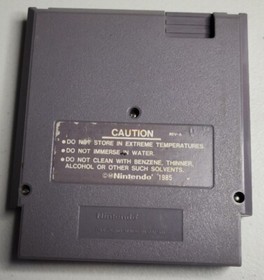 CAUTION REV-A
•DO NOT STORE IN EXTREME TEMPERATURES.
•DO NOT IMMERSE IN WATER.
•DO NOT CLEAN WITH BENZENE, THINNER,
ALCOHOL OR OTHER SUCH SOLVENTS.
©®Nintendo® 1985
Nintendo